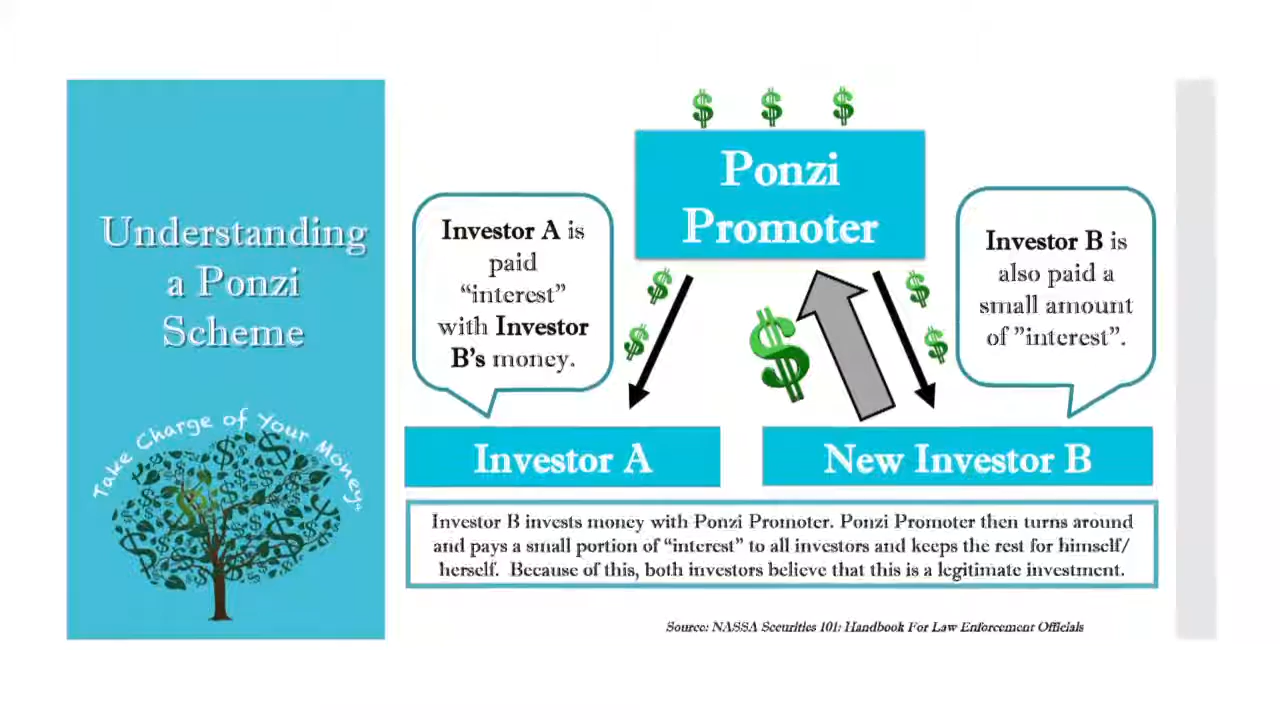 Understanding
a Ponzi
Scheme
Take Charge of Your Money
Ponzi
Promoter
Investor A is
paid
“interest”
with Investor
B’s money.
Investor B is
also paid a
small amount
of ”interest”.
Investor A
New Investor B
Investor B invests money with Ponzi Promoter. Ponzi Promoter then turns around
and pays a small portion of “interest” to all investors and keeps the rest for himself/
herself. Because of this, both investors believe that this is a legitimate investment.
Source: NASSA Securities 101: Handbook For Law Enforcement Officials